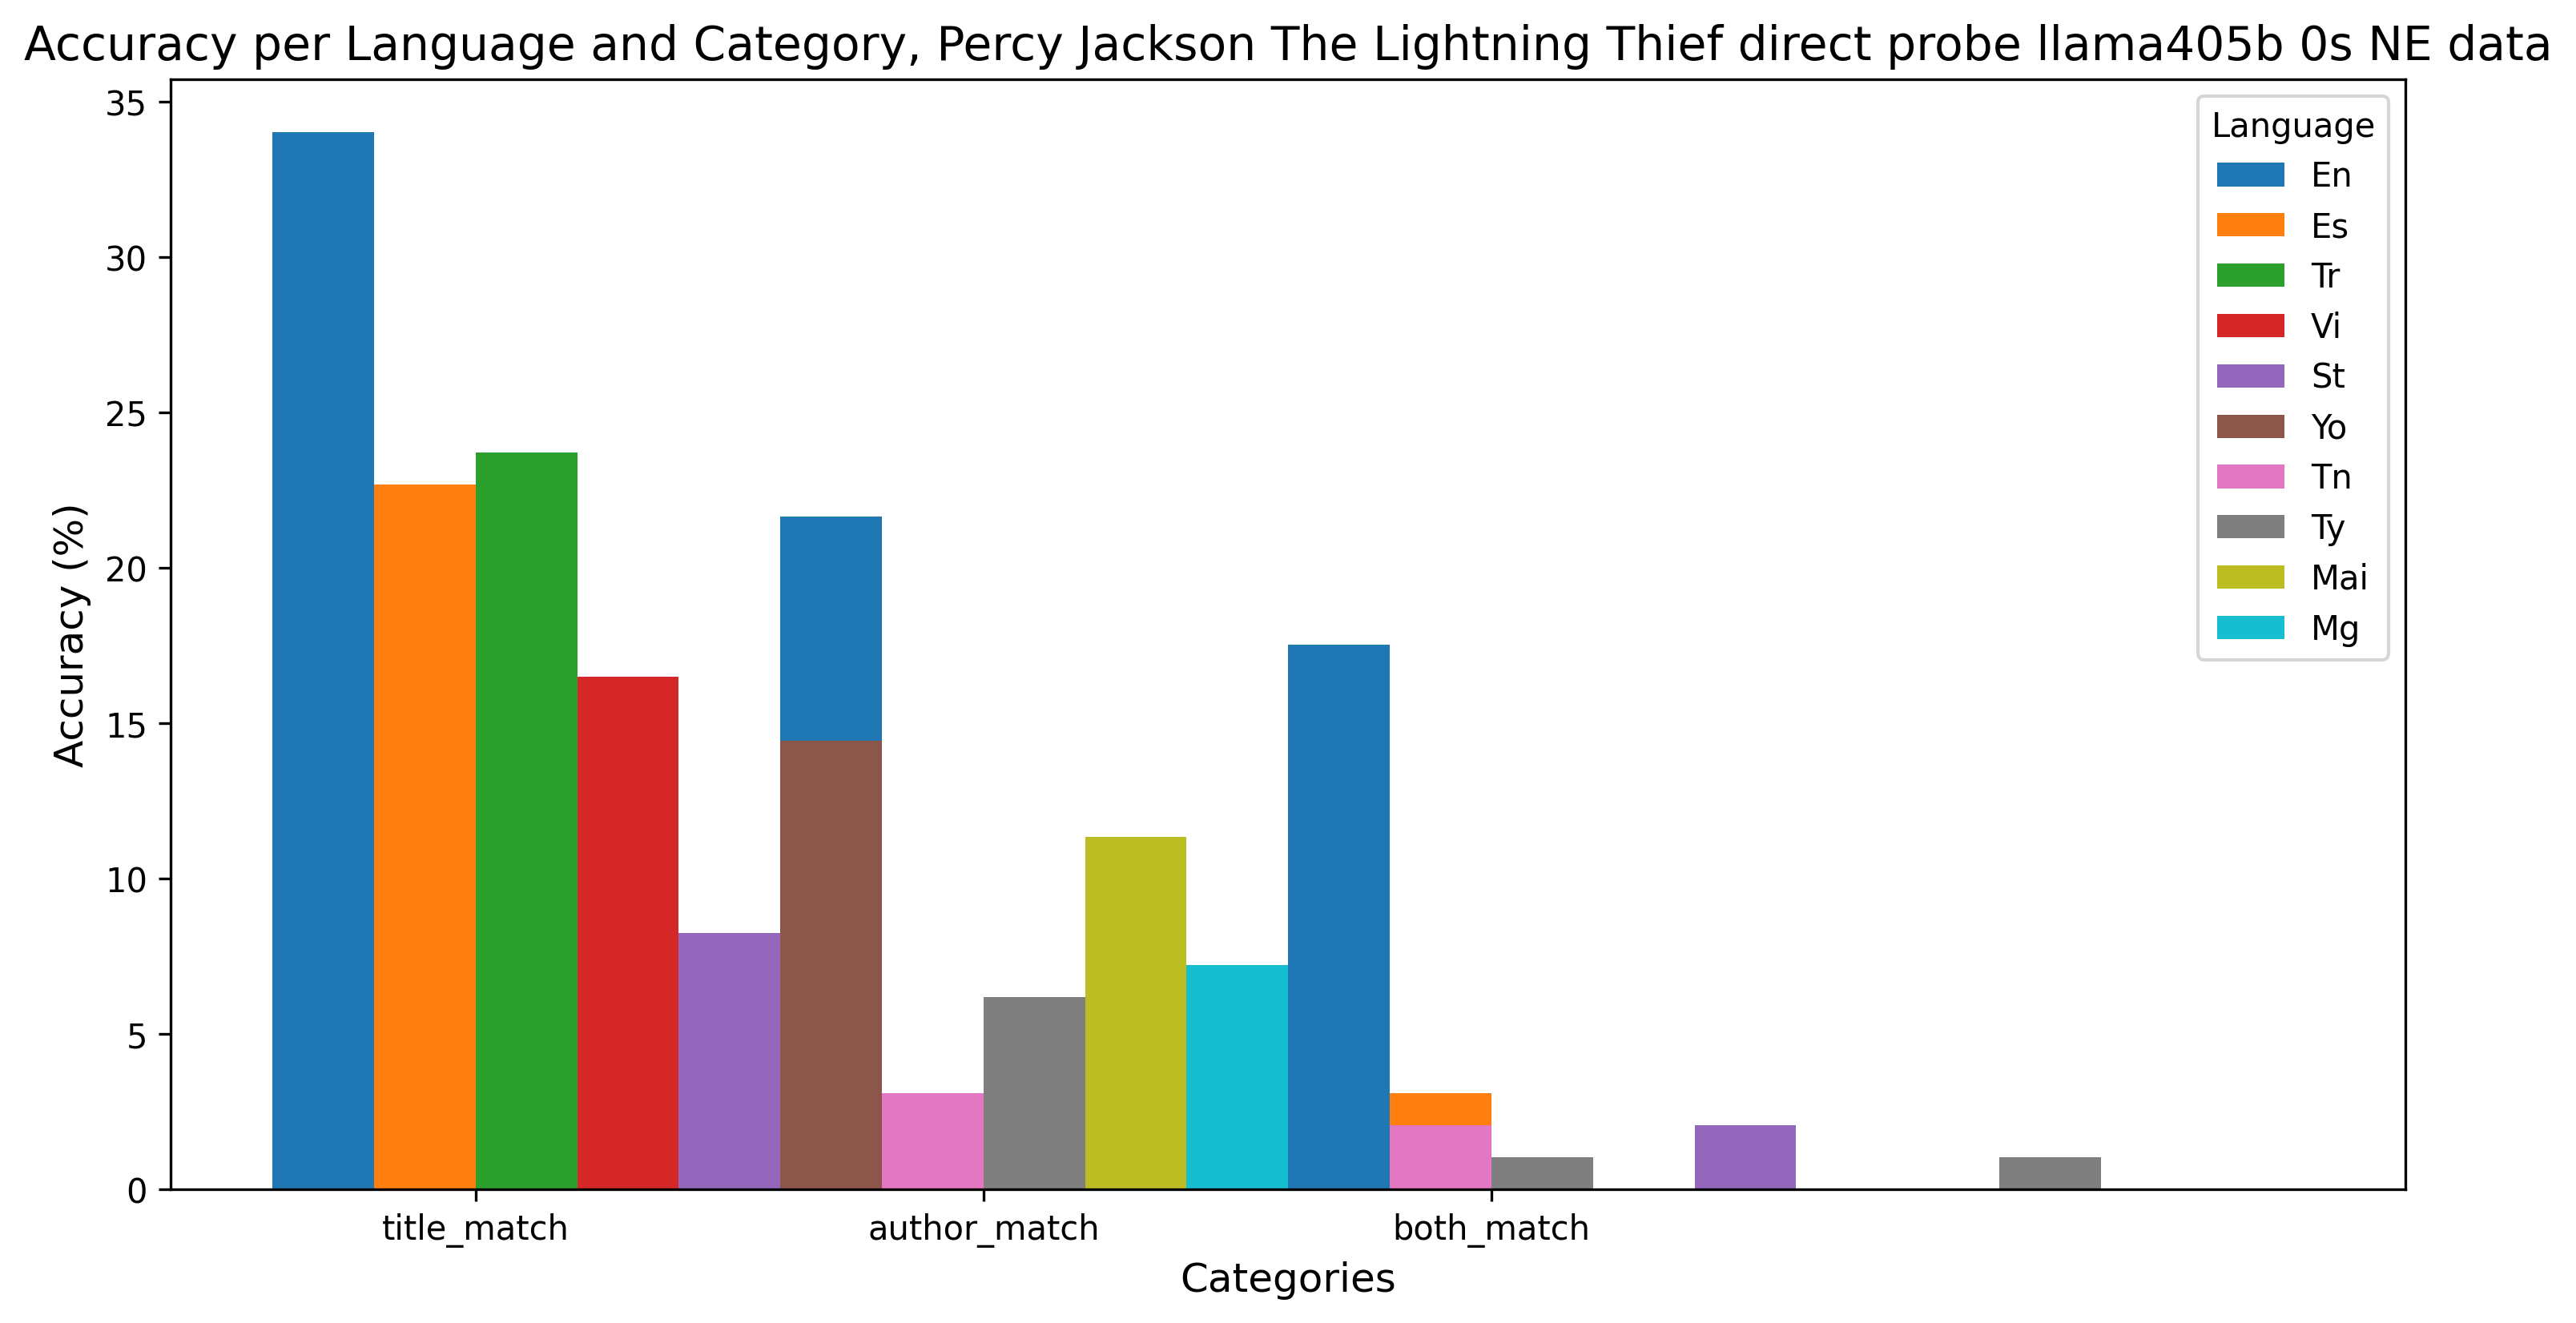 Accuracy per Language and Category, Percy Jackson The Lightning Thief direct probe llama405b 0s NE data
Accuracy (%)
35
30
25
20
15
10
5
0
title_match author_match both_match
Categories
Language
En
Es
Tr
Vi
St
Yo
Tn
Ty
Mai
Mg